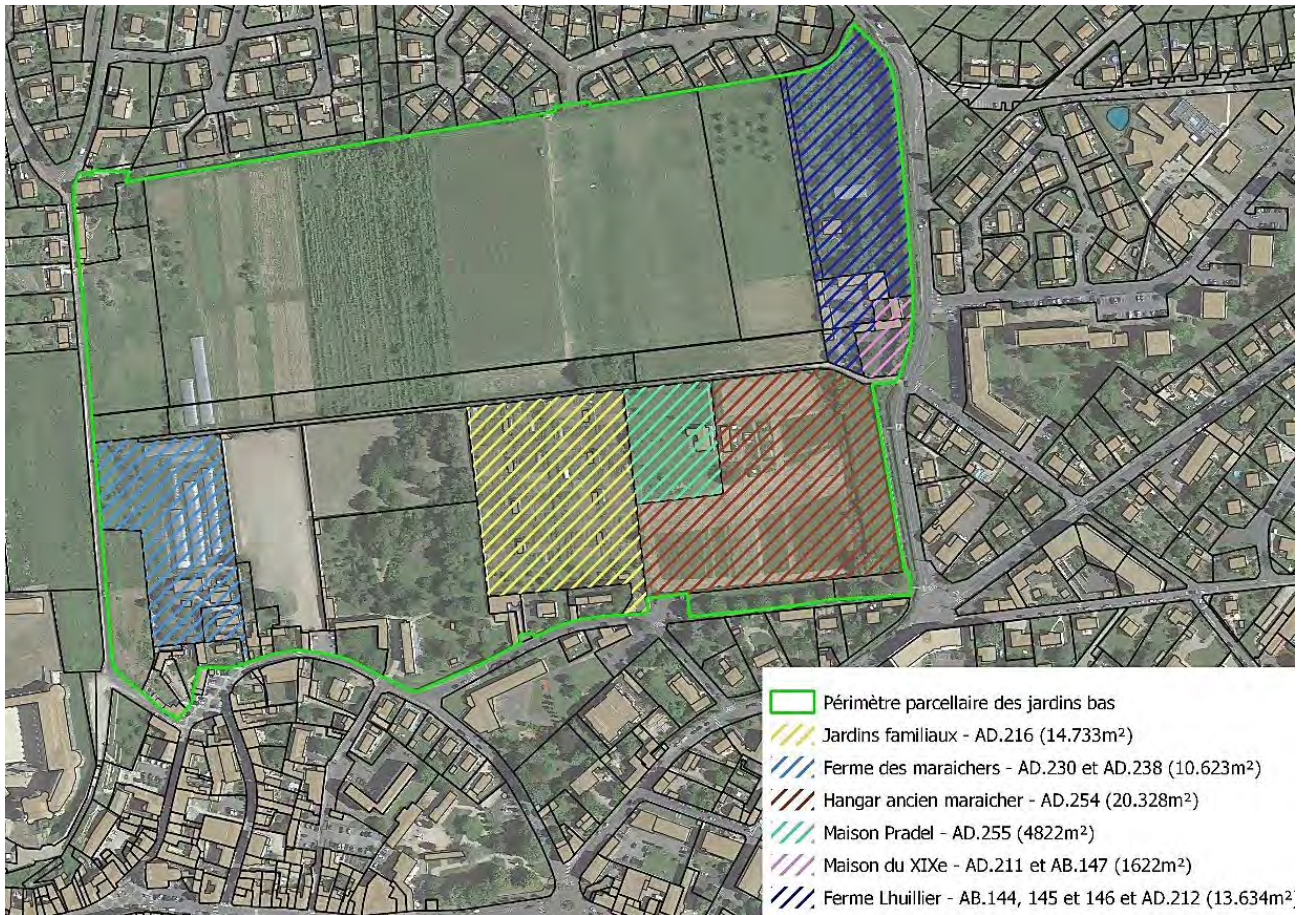 Périmètre parcellaire des jardins bas
Jardins familiaux - AD.216 (14.733m²)
Ferme des maraichers - AD.230 et AD.238 (10.623m²)
Hangar ancien maraicher - AD.254 (20.328m²)
Maison Pradel - AD.255 (4822m²)
Maison du XIXe - AD.211 et AB.147 (1622m²)
Ferme Lhuillier - AB.144, 145 et 146 et AD.212 (13.634m²)